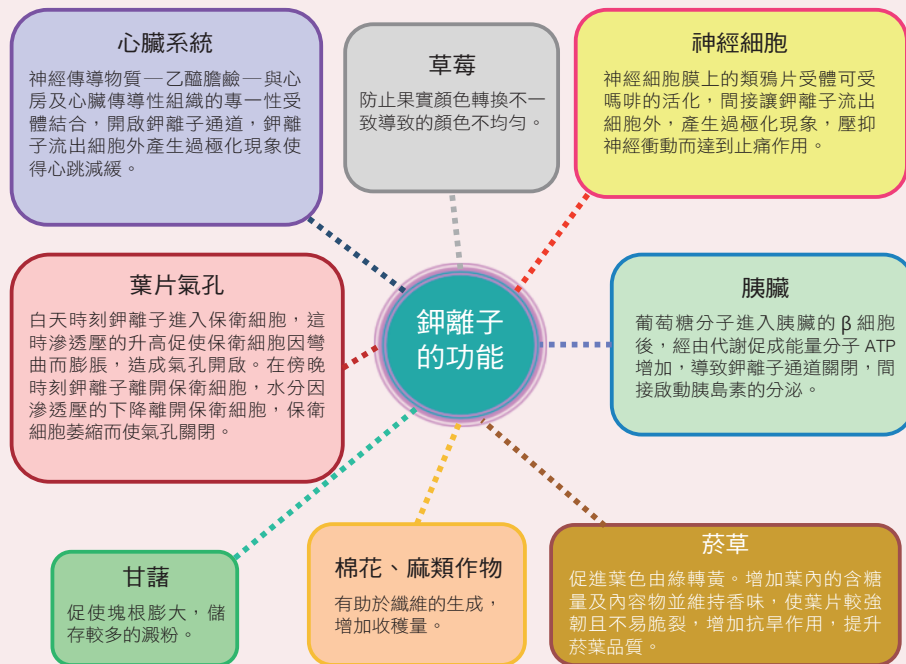 心臟系統
神經傳導物質—乙醯膽鹼—與心
房及心臟傳導性組織的專一性受
體結合，開啟鉀離子通道，鉀離
子流出細胞外產生過極化現象使
得心跳減緩。
草莓
防止果實顏色轉換不一
致導致的顏色不均勻。
神經細胞
神經細胞膜上的類鴉片受體可受
嗎啡的活化，間接讓鉀離子流出
細胞外，產生過極化現象，壓抑
神經衝動而達到止痛作用。
葉片氣孔
白天時刻鉀離子進入保衛細胞，這
時滲透壓的升高促使保衛細胞因彎
曲而膨脹，造成氣孔開啟。在傍晚
時刻鉀離子離開保衛細胞，水分因
滲透壓的下降離開保衛細胞，保衛
細胞萎縮而使氣孔關閉。
鉀離子
的功能
胰臟
葡萄糖分子進入胰臟的 β 細胞
後，經由代謝促成能量分子 ATP
增加，導致鉀離子通道關閉，間
接啟動胰島素的分泌。
甘藷
促使塊根膨大，儲
存較多的澱粉。
棉花、麻類作物
有助於纖維的生成，
增加收穫量。
菸草
促進葉色由綠轉黃。增加葉內的含糖
量及內容物並維持香味，使葉片較強
韌且不易脆裂，增加抗旱作用，提升
菸葉品質。